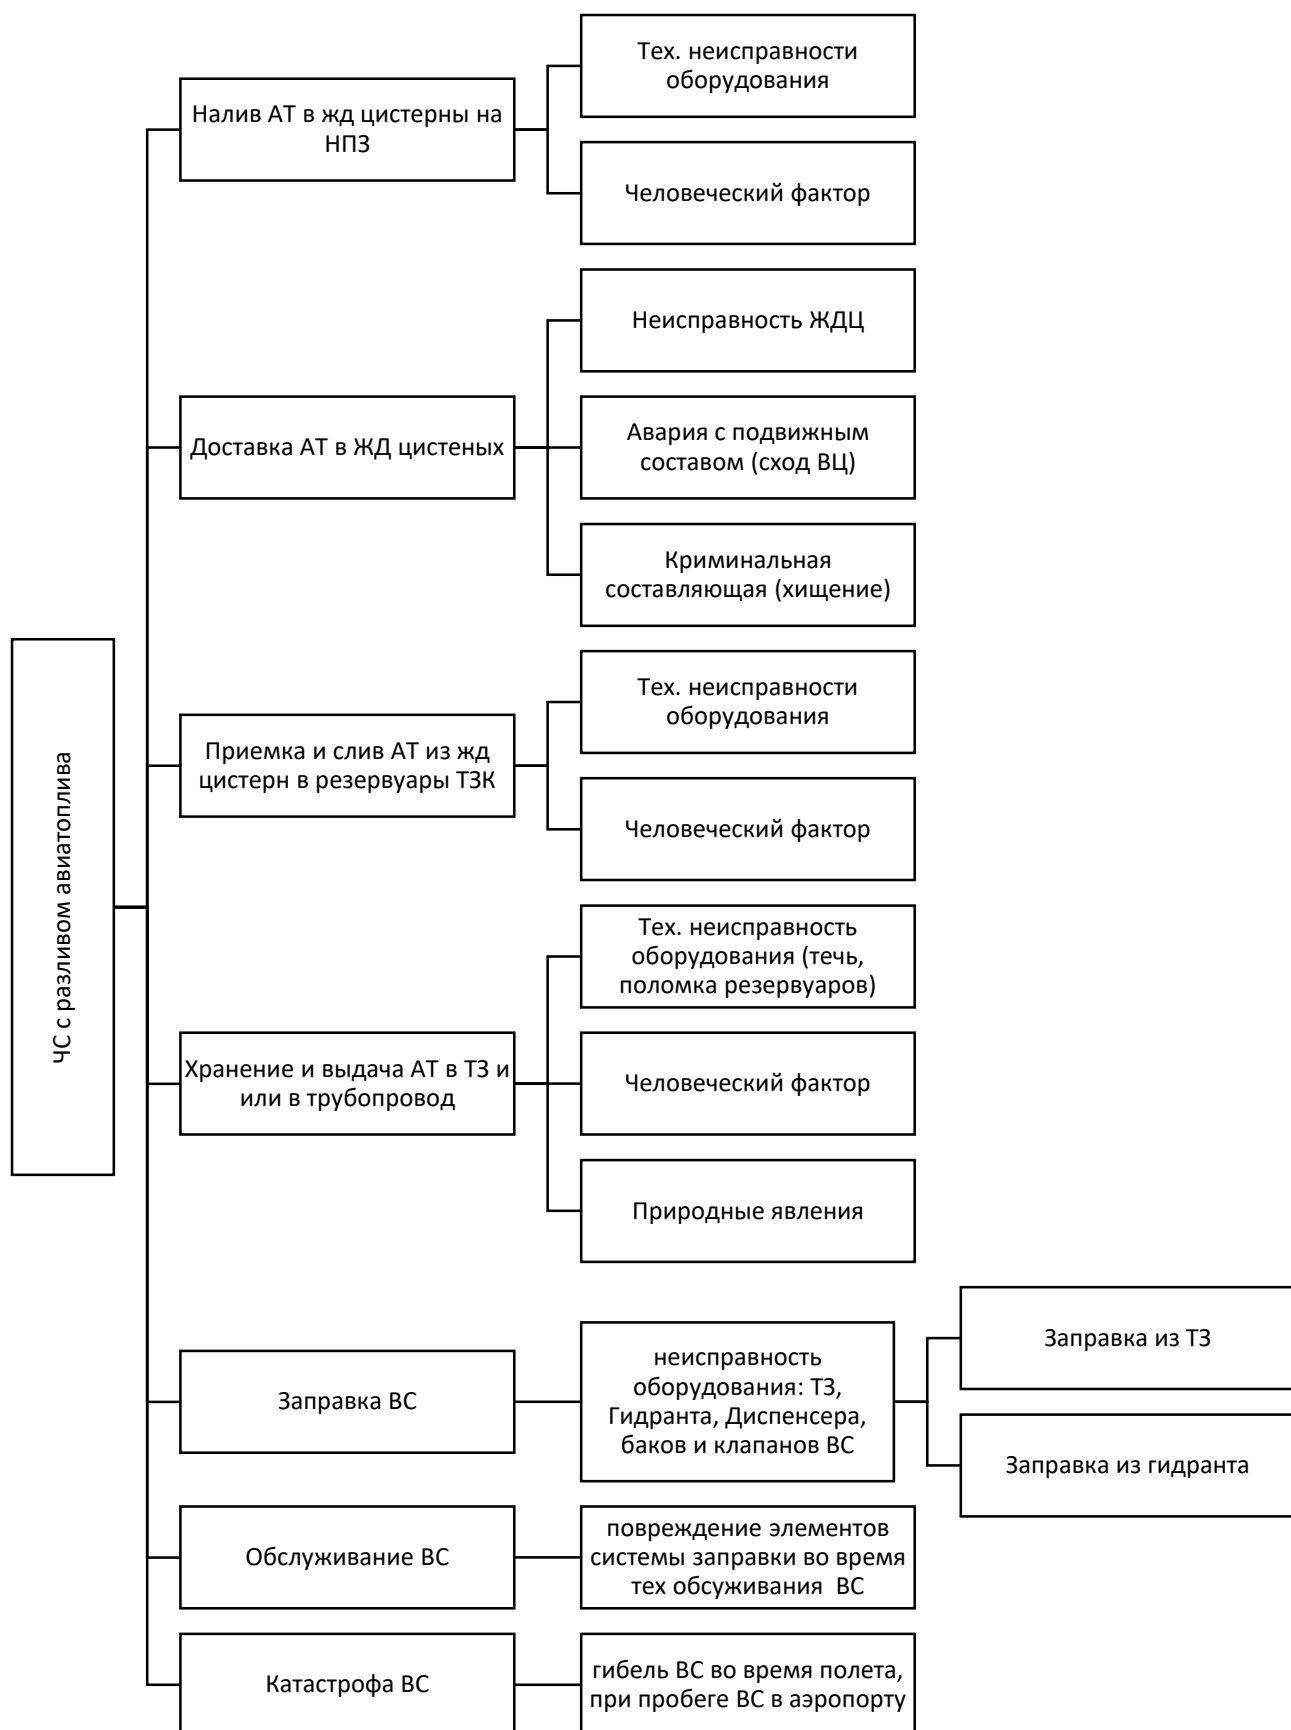 ЧС с разливом авиатоплива
Налив АТ в жд цистерны на
НПЗ
Тех. неисправности
оборудования
Человеческий фактор
Доставка АТ в ЖД цистеных
Неисправность ЖДЦ
Авария с подвижным
составом (сход ВЦ)
Криминальная
составляющая (хищение)
Приемка и слив АТ из жд
цистерн в резервуары ТЗК
Тех. неисправности
оборудования
Человеческий фактор
Хранение и выдача АТ в ТЗ и
или в трубопровод
Тех. неисправность
оборудования (течь,
поломка резервуаров)
Человеческий фактор
Природные явления
Заправка ВС
неисправность
оборудования: ТЗ,
Гидранта, Диспенсера,
баков и клапанов ВС
Заправка из ТЗ
Заправка из гидранта
Обслуживание ВС
повреждение элементов
системы заправки во время
тех обсуживания ВС
Катастрофа ВС
гибель ВС во время полета,
при пробеге ВС в аэропорту